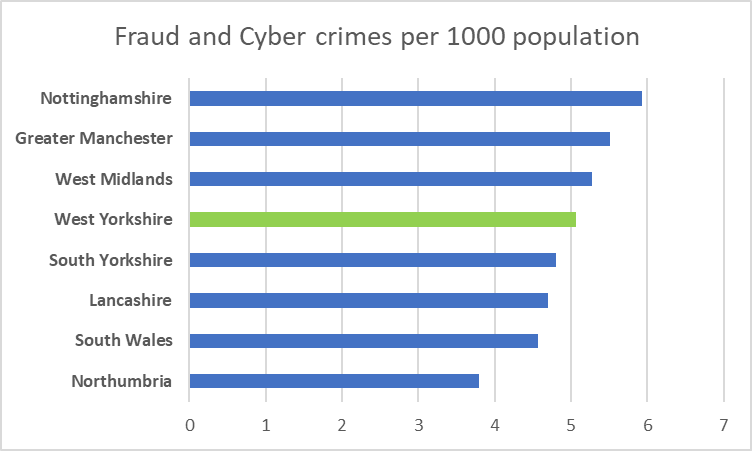 Fraud and Cyber crimes per 1000 population
Nottinghamshire
Greater Manchester
West Midlands
West Yorkshire
South Yorkshire
Lancashire
South Wales
Northumbria
0 1 2 3 4 5 6 7